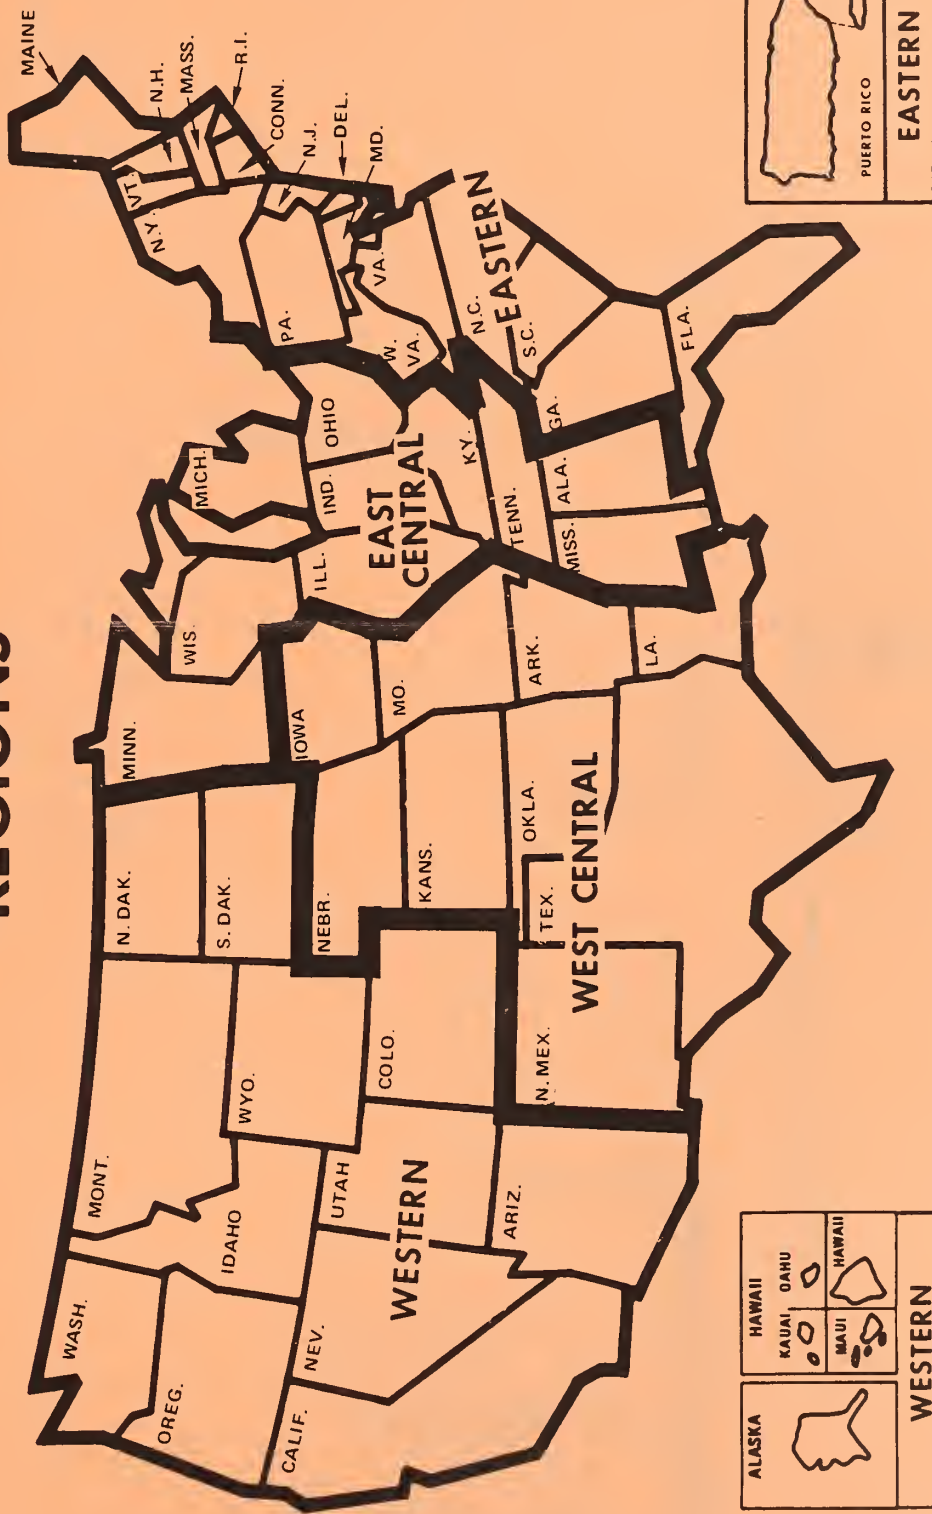 REGIONS
WASH.
MONT.
N. DAK.
MINN.
MAINE
VT.
N.H.
MASS.
R.I.
CONN.
N.Y.
OREG.
IDAHO
WYO.
S. DAK.
WIS.
MICH.
PA.
N.J.
DEL.
MD.
CALIF.
NEV.
UTAH
COLO.
NEBR.
IOWA
ILL.
IND.
OHIO
W.
VA.
VA.
WESTERN
EAST
CENTRAL
KANS.
MO.
KY.
N.C.
EASTERN
ARIZ.
N. MEX.
TEX.
OKLA.
ARK.
TENN.
S.C.
WEST CENTRAL
MISS.
ALA.
GA.
LA.
FLA.
ALASKA
HAWAII
KAUAI
OAHU
MAUI
HAWAII
WESTERN
PUERTO RICO
EASTERN